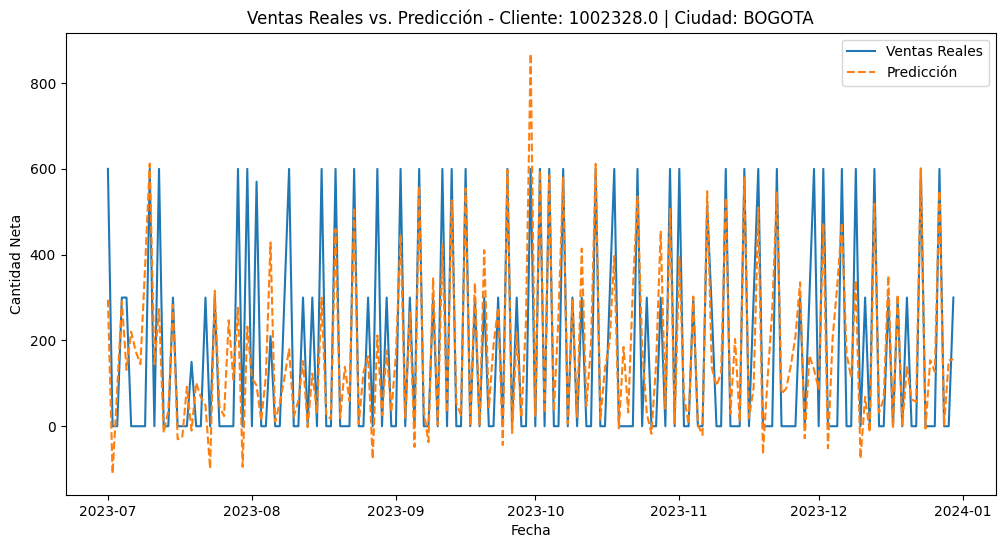 Ventas Reales vs. Predicción - Cliente: 1002328.0 | Ciudad: BOGOTA
Ventas Reales
Predicción
Cantidad Neta
800
600
400
200
0
2023-07 2023-08 2023-09 2023-10 2023-11 2023-12 2024-01
Fecha